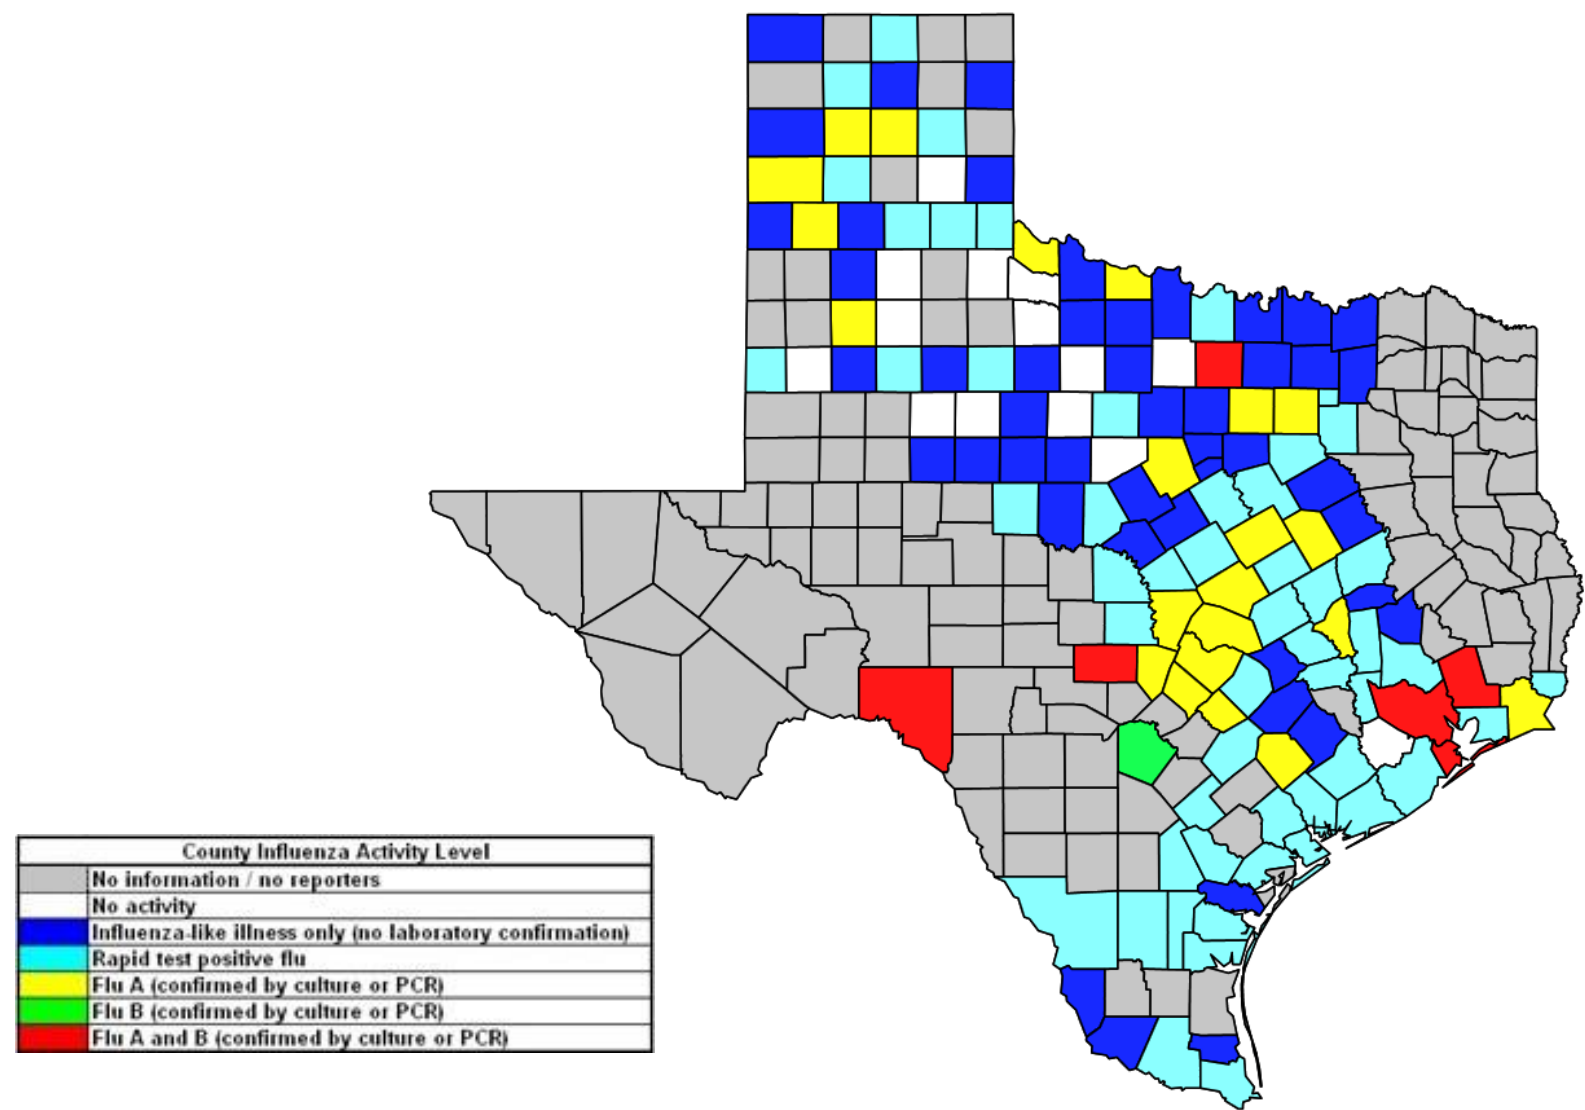 County Influenza Activity Level
No information / no reporters
No activity
Influenza-like illness only (no laboratory confirmation)
Rapid test positive flu
Flu A (confirmed by culture or PCR)
Flu B (confirmed by culture or PCR)
Flu A and B (confirmed by culture or PCR)